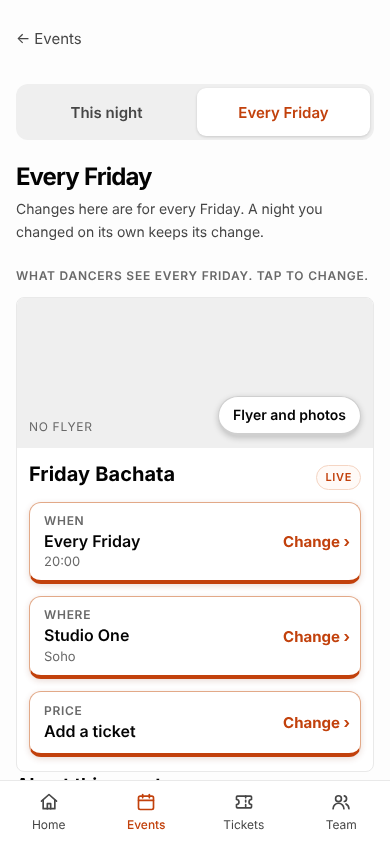 ← Events
This night
Every Friday
Every Friday
Changes here are for every Friday. A night you
changed on its own keeps its change.
WHAT DANCERS SEE EVERY FRIDAY. TAP TO CHANGE.
NO FLYER
Flyer and photos
Friday Bachata
LIVE
WHEN
Every Friday
20:00
Change ›
WHERE
Studio One
Soho
Change ›
PRICE
Add a ticket
Change ›
Home
Events
Tickets
Team